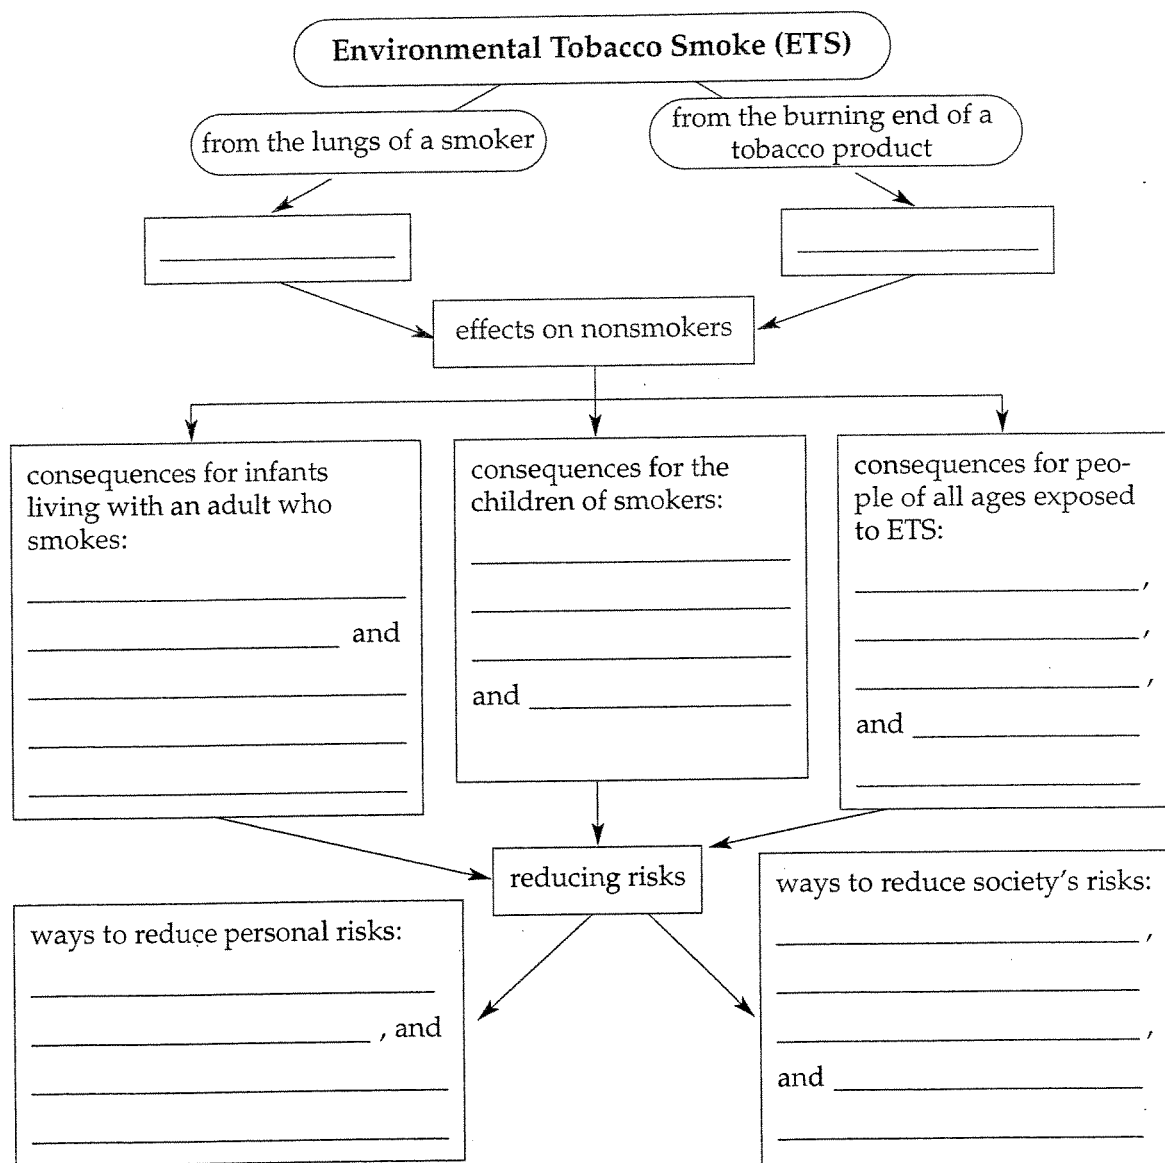 Environmental Tobacco Smoke (ETS)
from the lungs of a smoker
from the burning end of a
tobacco product
effects on nonsmokers
consequences for infants
living with an adult who
smokes:
and
consequences for the
children of smokers:
and
consequences for peo-
ple of all ages exposed
to ETS:
,
,
,
and
reducing risks
ways to reduce personal risks:
, and
ways to reduce society's risks:
,
,
and